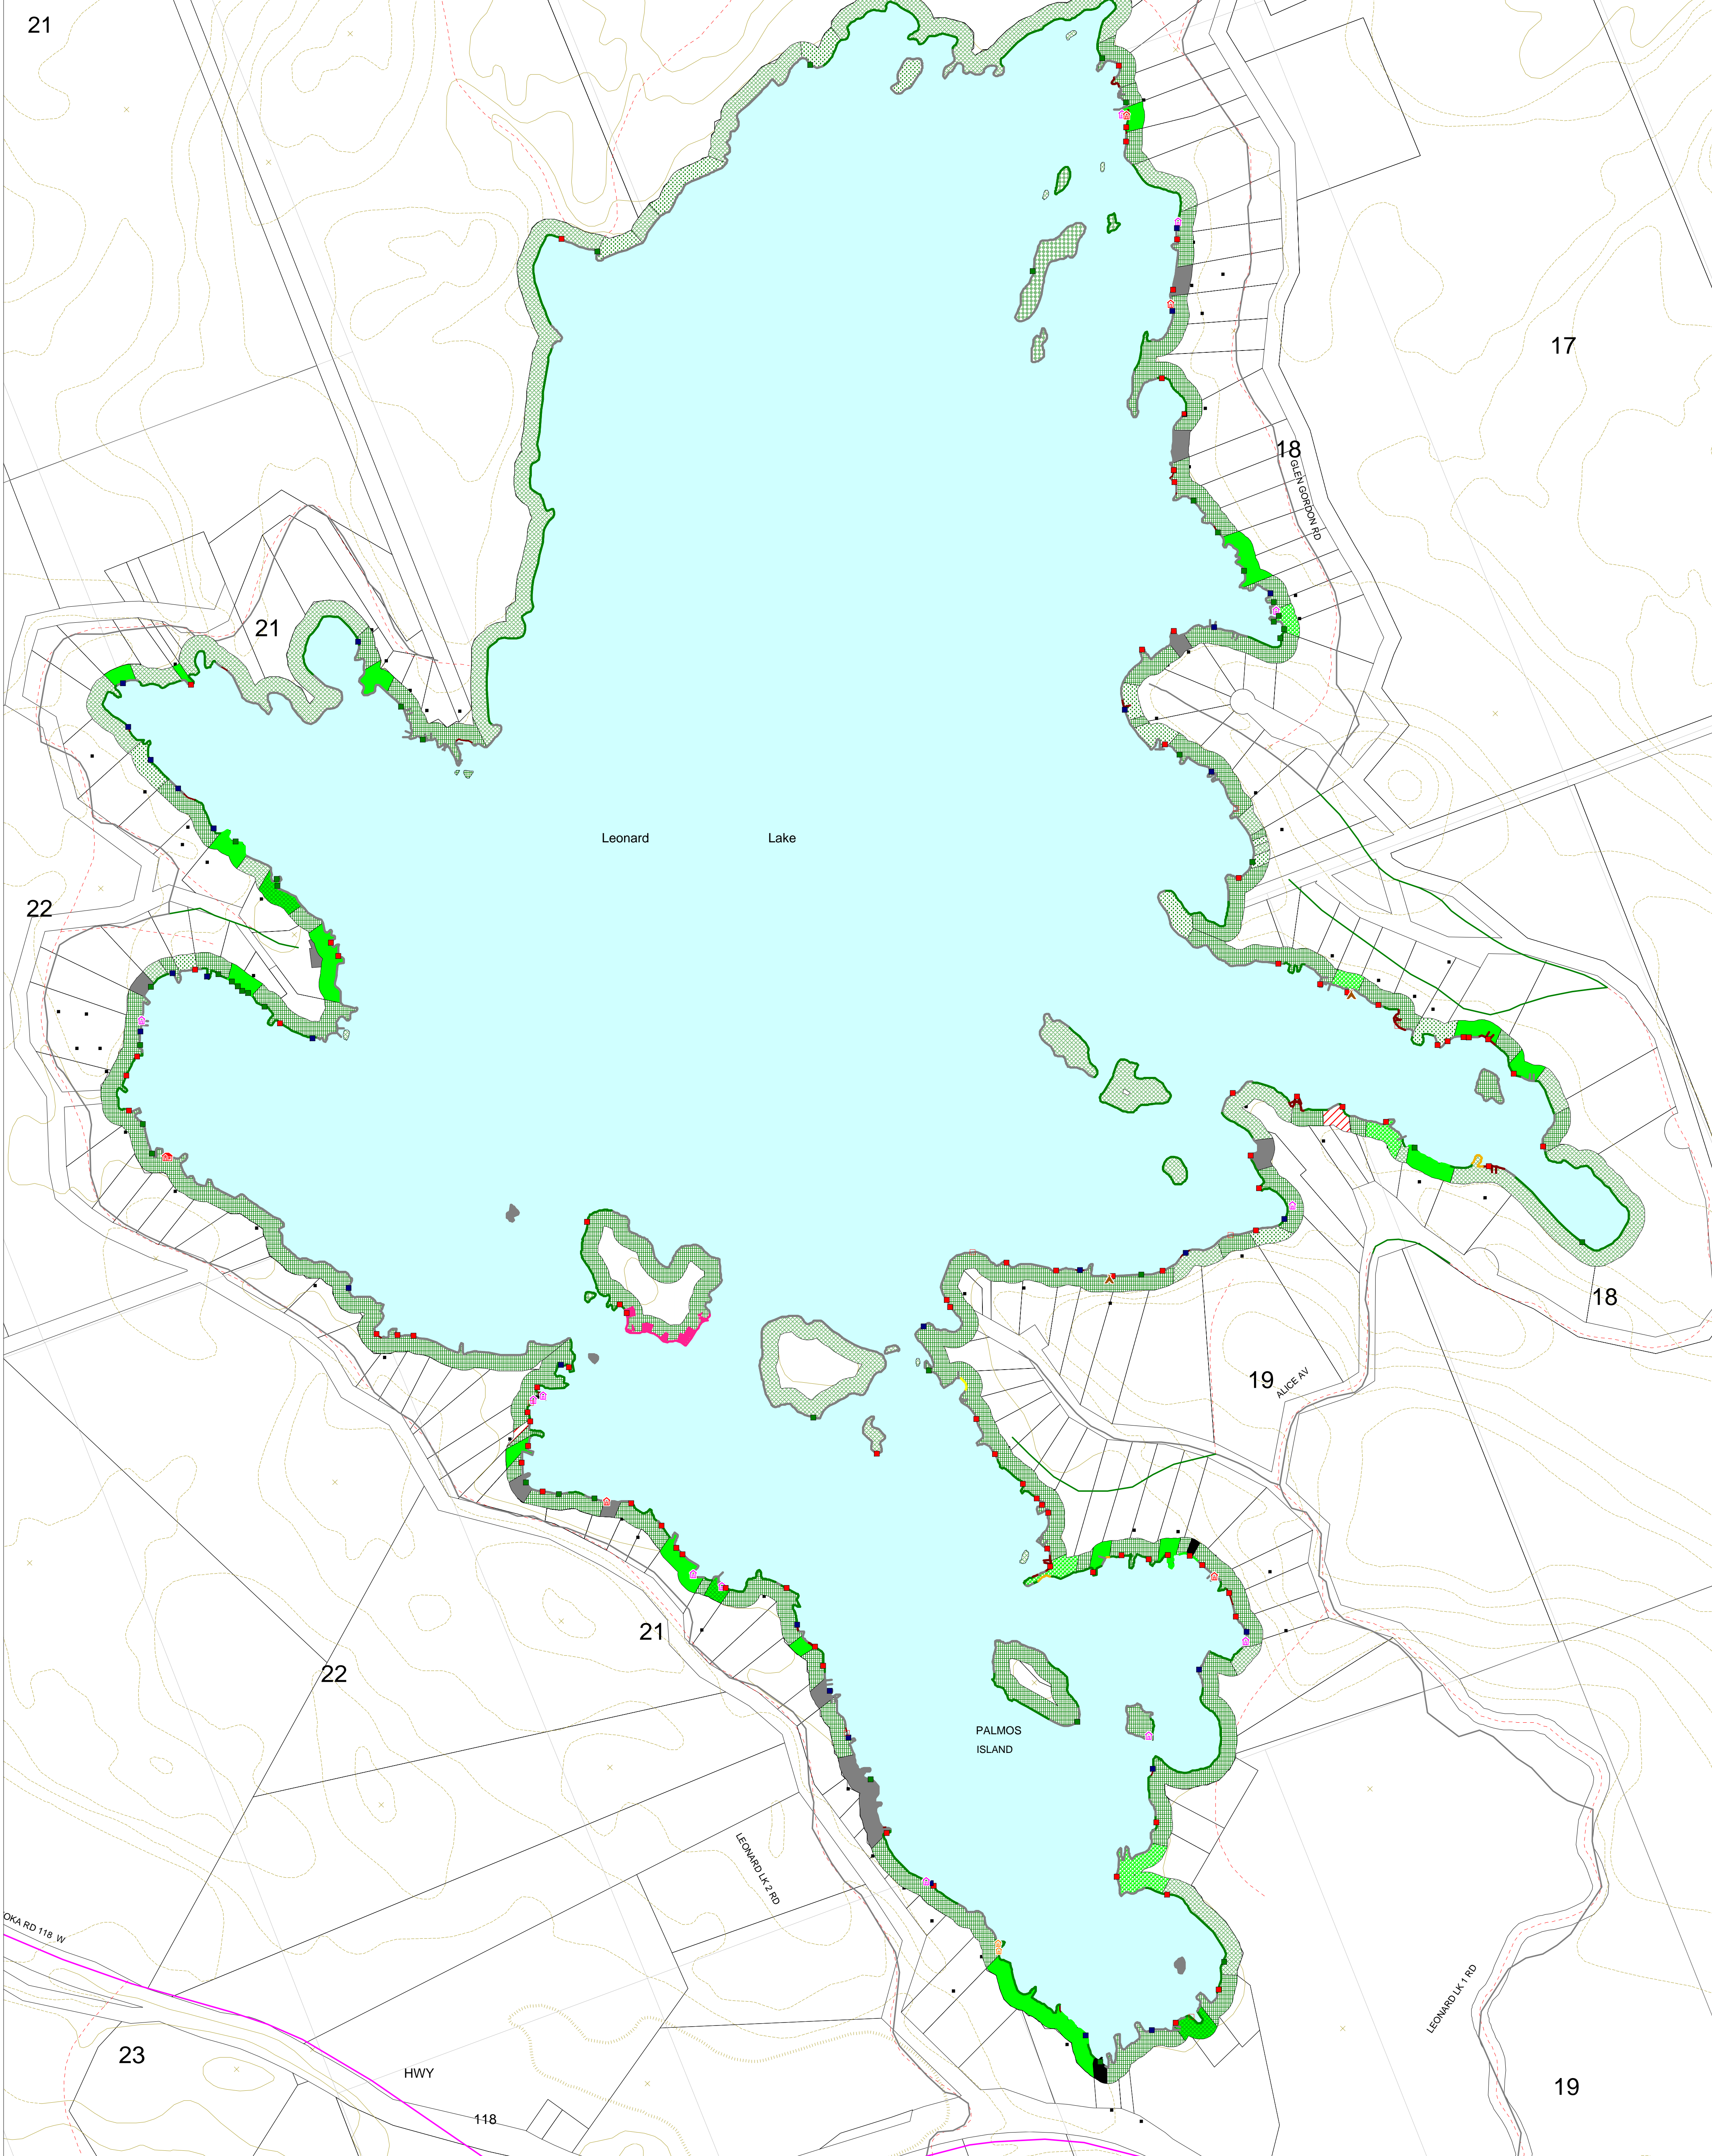 21
17
18
GLEN GORDON RD
21
Leonard Lake
22
18
19
ALICE AV
21
22
PALMOS
ISLAND
LEONARD LK 2 RD
OKA RD 118 W
LEONARD LK 1 RD
23
HWY
19
118